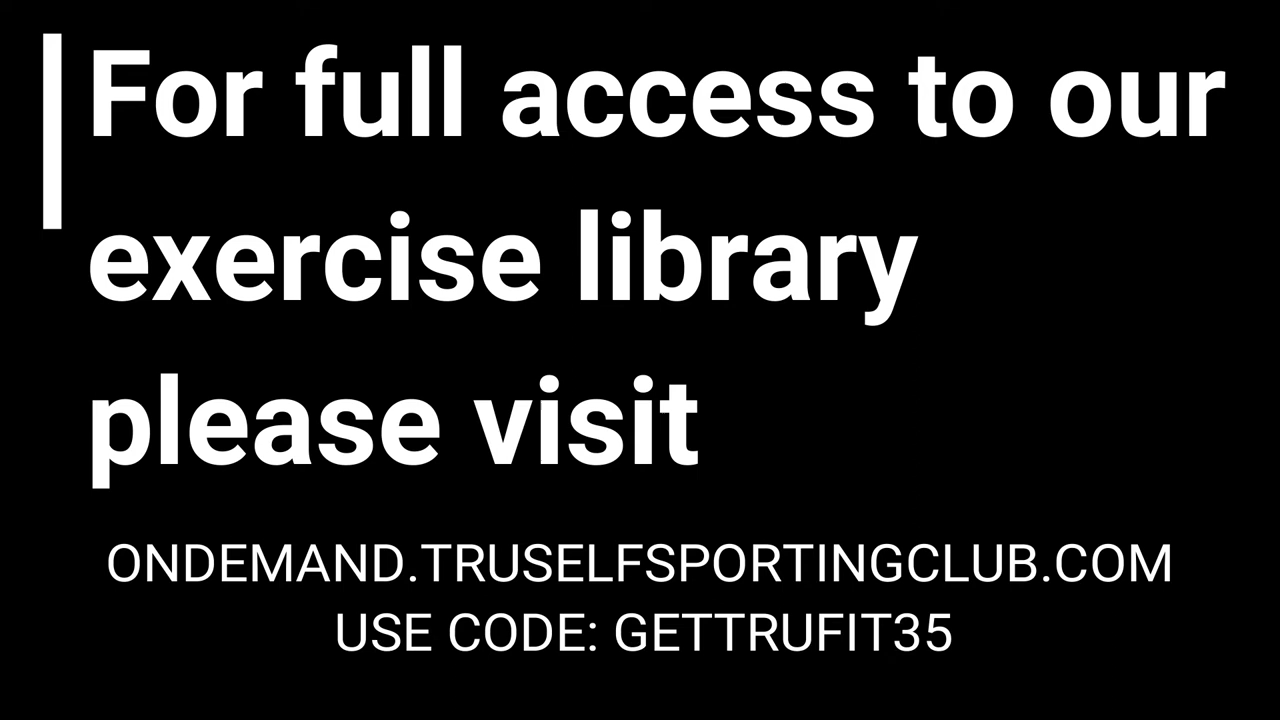 For full access to our
exercise library
please visit
ONDEMAND.TRUSELFSPORTINGCLUB.COM
USE CODE: GETTRUFIT35